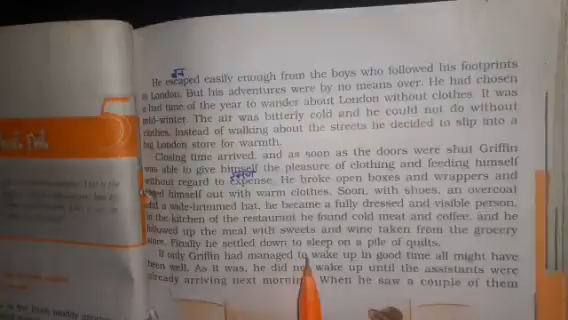 बच
He escaped easily enough from the boys who followed his footprints
in London. But his adventures were by no means over. He had chosen
a bad time of the year to wander about London without clothes. It was
mid-winter. The air was bitterly cold and he could not do without
clothes. Instead of walking about the streets he decided to slip into a
big London store for warmth.
Closing time arrived, and as soon as the doors were shut Griffin
was able to give himself the pleasure of clothing and feeding himself
without regard to expense. He broke open boxes and wrappers and
fitted himself out with warm clothes. Soon, with shoes, an overcoat
and a wide-brimmed hat, he became a fully dressed and visible person.
In the kitchen of the restaurant he found cold meat and coffee, and he
followed up the meal with sweets and wine taken from the grocery
store. Finally he settled down to sleep on a pile of quilts.
If only Griffin had managed to wake up in good time all might have
been well. As it was, he did not wake up until the assistants were
already arriving next morning. When he saw a couple of them
5